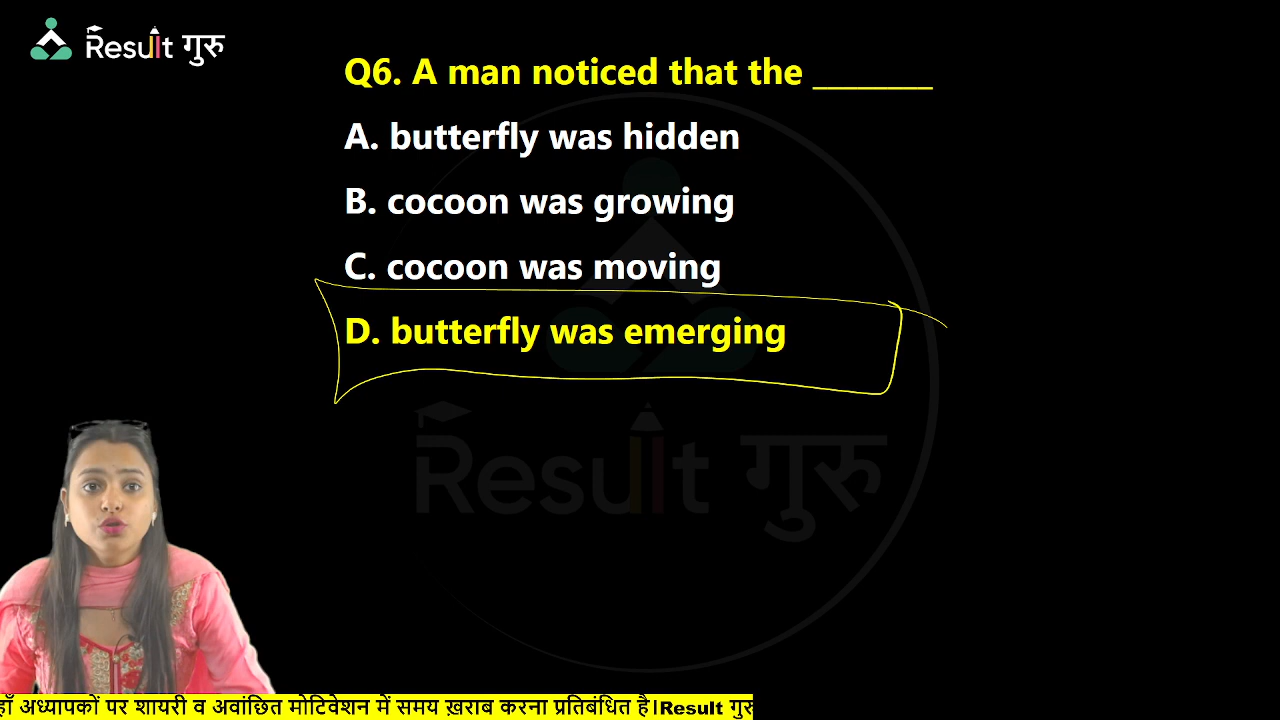 Result गुरु
Q6. A man noticed that the ________
A. butterfly was hidden
B. cocoon was growing
C. cocoon was moving
D. butterfly was emerging
Result गुरु
हाँ अध्यापकों पर शायरी व अवांछित मोटिवेशन में समय ख़राब करना प्रतिबंधित है।Result गुरु